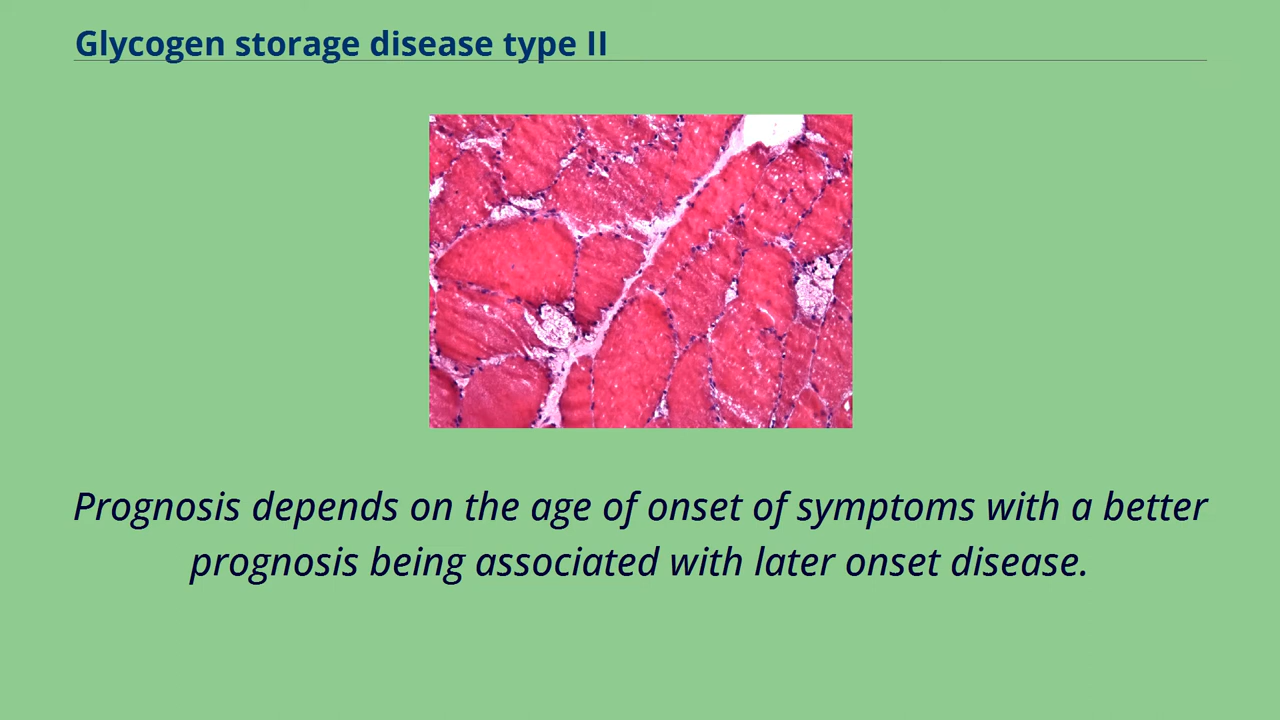 Glycogen storage disease type II
Prognosis depends on the age of onset of symptoms with a better
prognosis being associated with later onset disease.